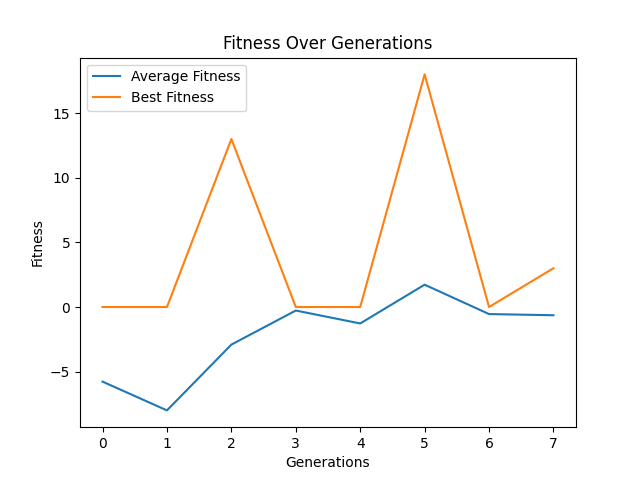 Fitness Over Generations
Average Fitness
Best Fitness
Fitness
15
10
5
0
−5
0 1 2 3 4 5 6 7
Generations